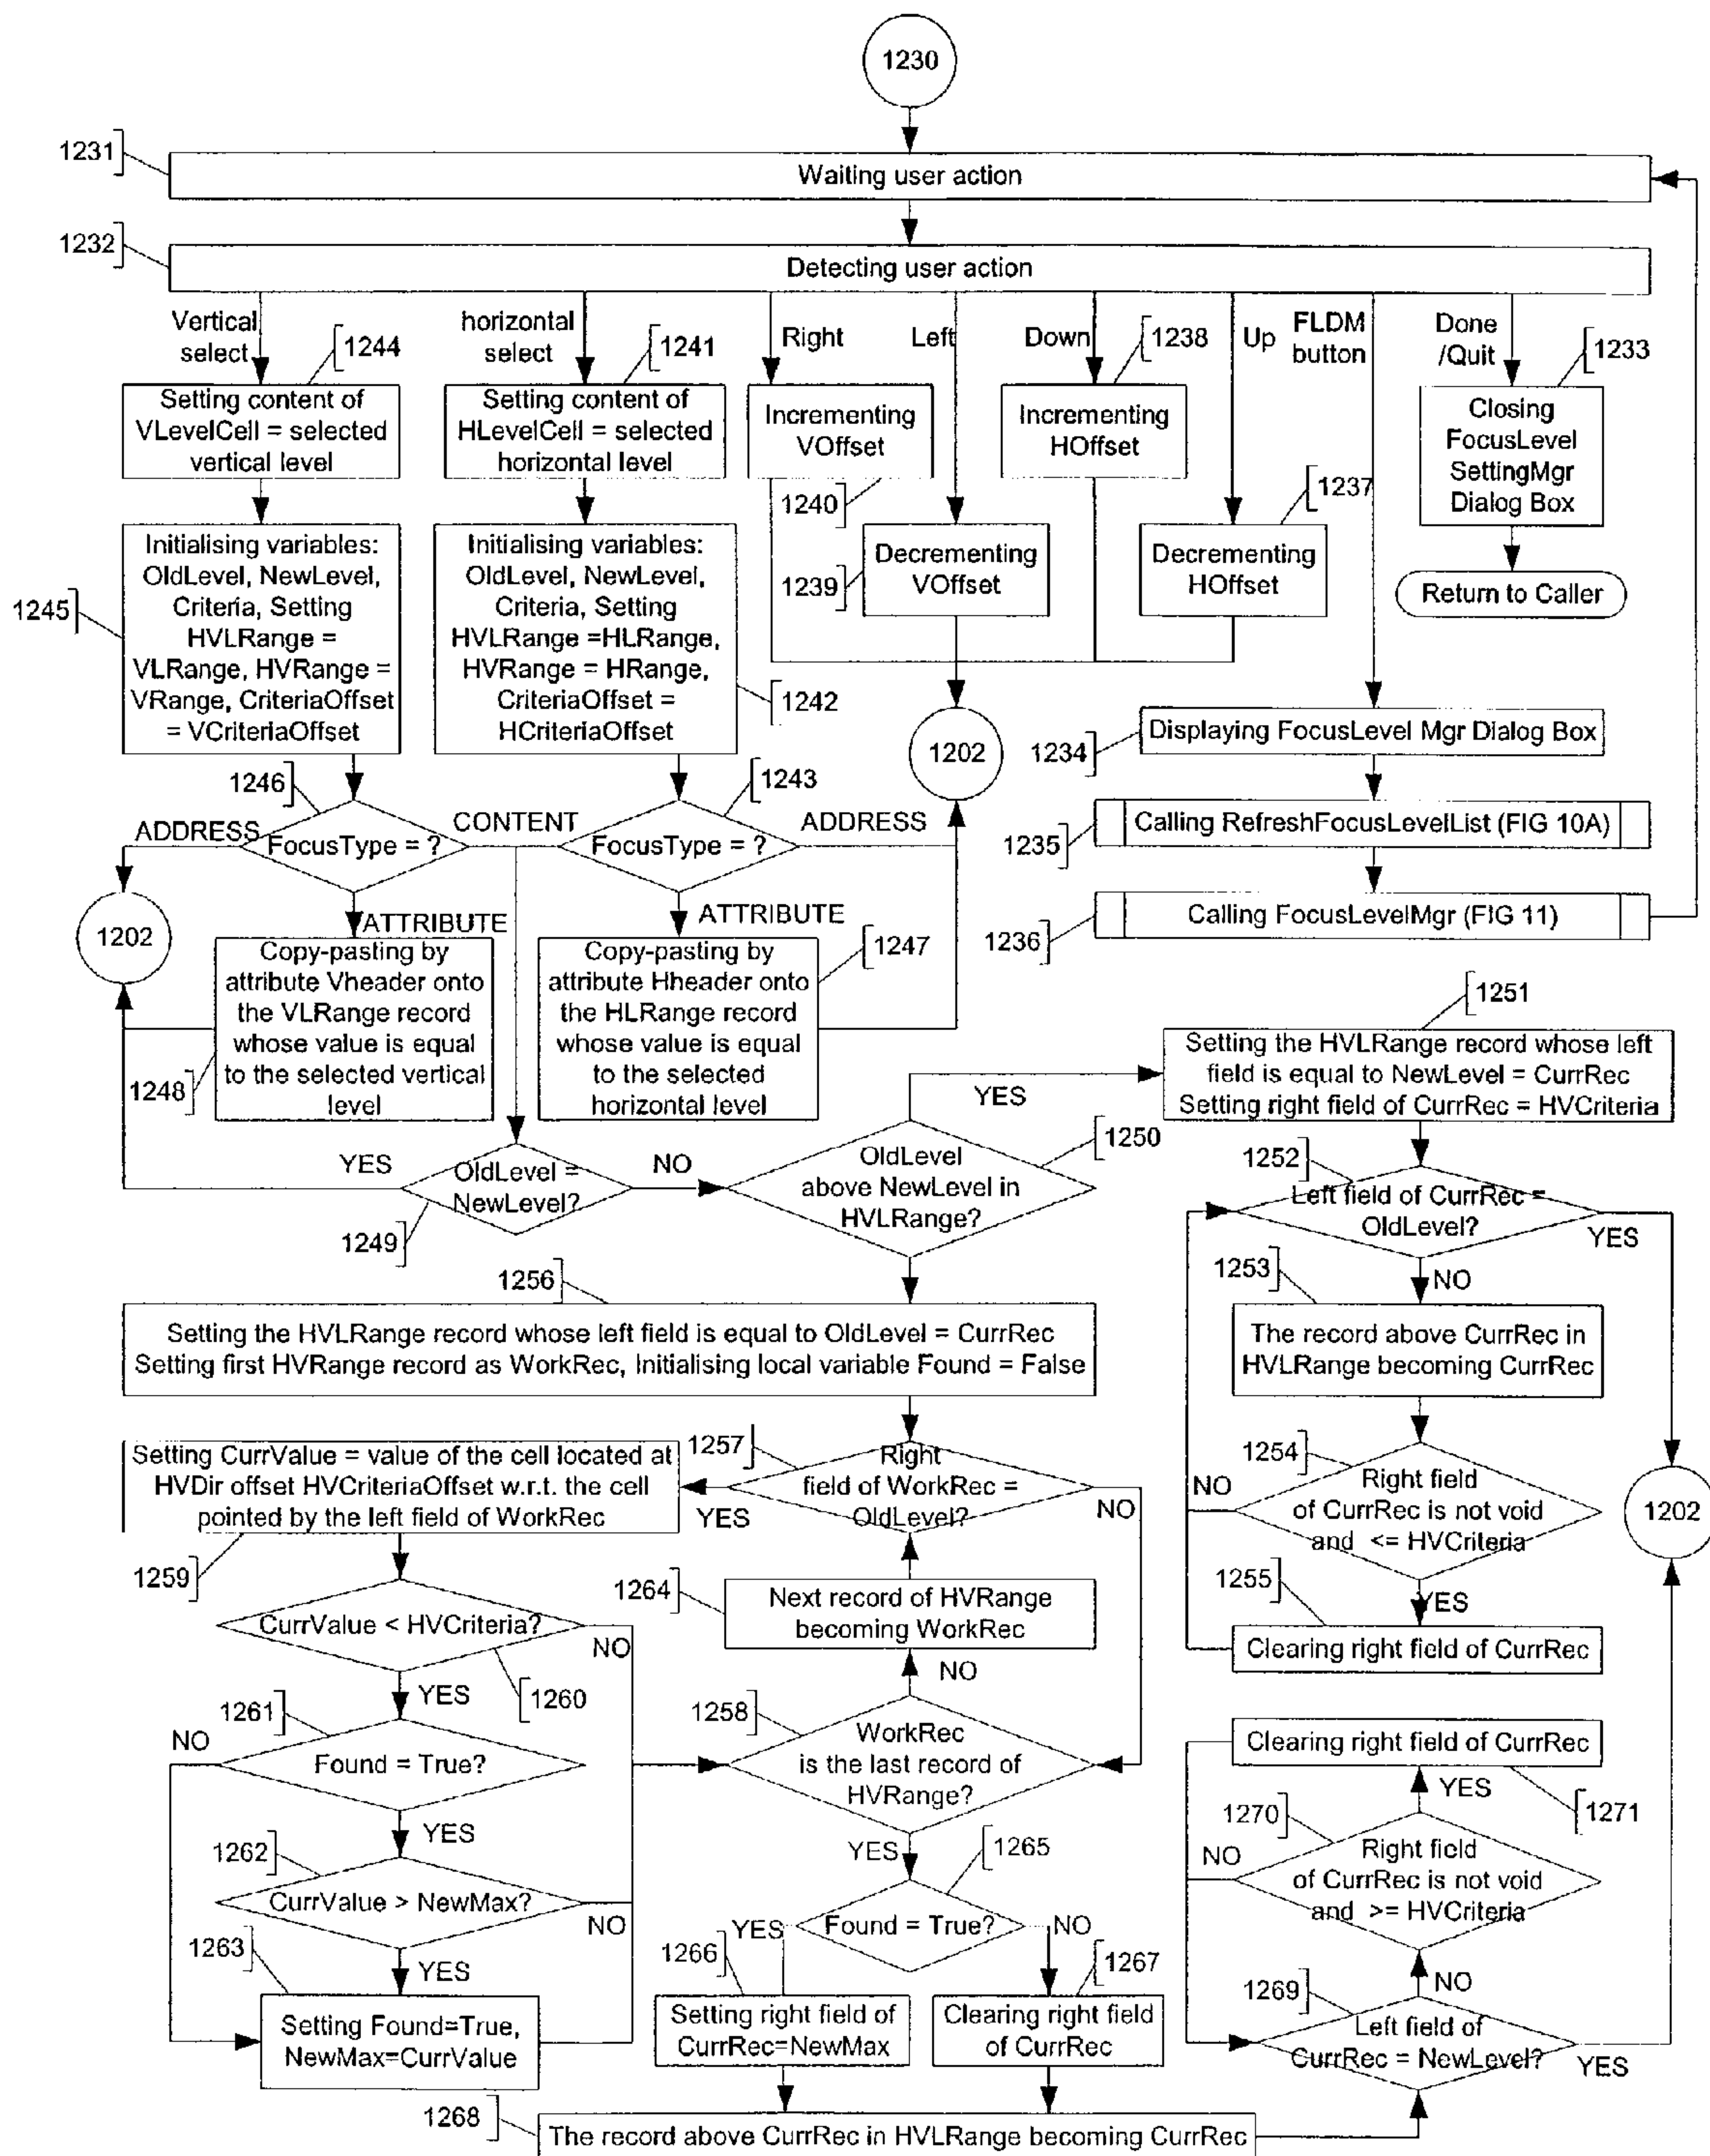 1230
1231
Waiting user action
1232
Detecting user action
Vertical
select
1244
horizontal
select
1241
Right
Left
Down
1238
Up
FLDM
button
Done
/Quit
1233
Setting content of
VLevelCell = selected
vertical level
Setting content of
HLevelCell = selected
horizontal level
Incrementing
VOffset
1240
Incrementing
HOffset
1237
Closing
FocusLevel
SettingMgr
Dialog Box
1245
Initialising variables:
OldLevel, NewLevel,
Criteria, Setting
HVLRange =
VLRange, HVRange =
VRange, CriteriaOffset
= VCriteriaOffset
Initialising variables:
OldLevel, NewLevel,
Criteria, Setting
HVLRange =HLRange,
HVRange = HRange,
CriteriaOffset =
HCriteriaOffset
1242
1239
Decrementing
VOffset
Decrementing
HOffset
Return to Caller
1202
1234
Displaying FocusLevel Mgr Dialog Box
1246
1243
ADDRESS
FocusType = ?
CONTENT
FocusType = ?
ADDRESS
1235
Calling RefreshFocusLevelList (FIG 10A)
1202
ATTRIBUTE
ATTRIBUTE
1236
Calling FocusLevelMgr (FIG 11)
1248
Copy-pasting by
attribute Vheader onto
the VLRange record
whose value is equal
to the selected vertical
level
Copy-pasting by
attribute Hheader onto
the HLRange record
whose value is equal
to the selected
horizontal level
1247
1251
Setting the HVLRange record whose left
field is equal to NewLevel = CurrRec
Setting right field of CurrRec = HVCriteria
YES
YES
OldLevel =
NewLevel?
NO
1249
OldLevel
above NewLevel in
HVLRange?
1250
1252
Left field of CurrRec =
OldLevel?
YES
1253
NO
The record above CurrRec in
HVLRange becoming CurrRec
1256
Setting the HVLRange record whose left field is equal to OldLevel = CurrRec
Setting first HVRange record as WorkRec, Initialising local variable Found = False
1254
NO
Right field
of CurrRec is not void
and <= HVCriteria
1202
1255
YES
Clearing right field of CurrRec
Setting CurrValue = value of the cell located at
HVDir offset HVCriteriaOffset w.r.t. the cell
pointed by the left field of WorkRec
1257
Right
field of WorkRec =
OldLevel?
YES
NO
1259
1264
Next record of HVRange
becoming WorkRec
NO
CurrValue < HVCriteria?
NO
1260
YES
1261
1258
WorkRec
is the last record of
HVRange?
NO
Found = True?
YES
YES
1262
CurrValue > NewMax?
NO
1265
Found = True?
YES
NO
1263
YES
Setting Found=True,
NewMax=CurrValue
1266
Setting right field of
CurrRec=NewMax
1267
Clearing right field
of CurrRec
1268
The record above CurrRec in HVLRange becoming CurrRec
Clearing right field of CurrRec
YES
1271
1270
NO
Right field
of CurrRec is not void
and >= HVCriteria
NO
1269
Left field of
CurrRec = NewLevel?
YES